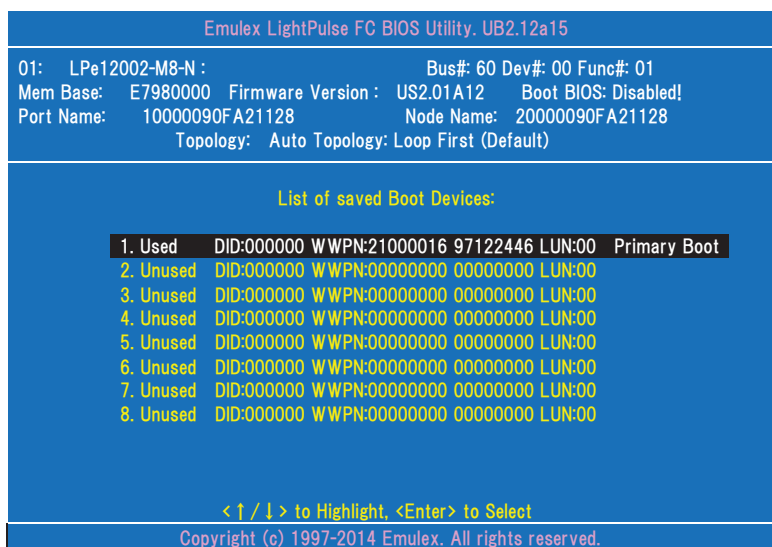 Emulex LightPulse FC BIOS Utility. UB2.12a15
01: LPe12002-M8-N : Bus#: 60 Dev#: 00 Func#: 01
Mem Base: E7980000 Firmware Version : US2.01A12 Boot BIOS: Disabled!
Port Name: 10000090FA21128 Node Name: 20000090FA21128
Topology: Auto Topology: Loop First (Default)
List of saved Boot Devices:
1. Used DID:000000 WWPN:21000016 97122446 LUN:00 Primary Boot
2. Unused DID:000000 WWPN:00000000 00000000 LUN:00
3. Unused DID:000000 WWPN:00000000 00000000 LUN:00
4. Unused DID:000000 WWPN:00000000 00000000 LUN:00
5. Unused DID:000000 WWPN:00000000 00000000 LUN:00
6. Unused DID:000000 WWPN:00000000 00000000 LUN:00
7. Unused DID:000000 WWPN:00000000 00000000 LUN:00
8. Unused DID:000000 WWPN:00000000 00000000 LUN:00
<↑/↓> to Highlight, <Enter> to Select
Copyright (c) 1997-2014 Emulex. All rights reserved.